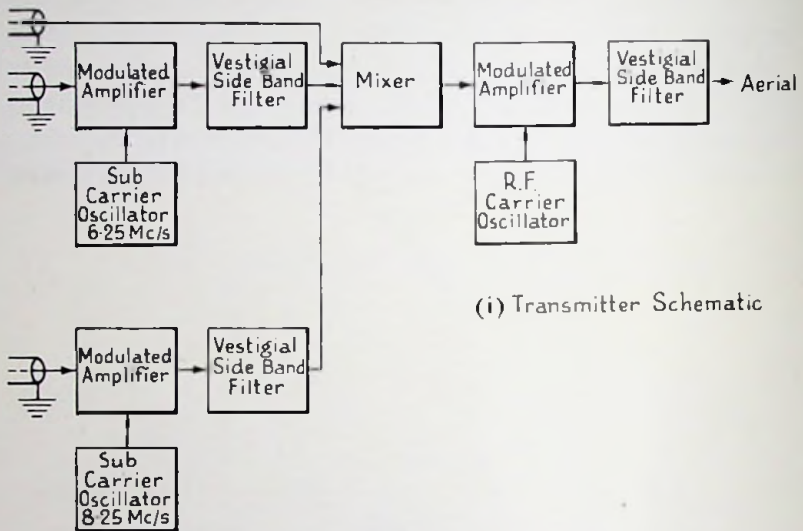 Modulated
Amplifier
Vestigial
Side Band
Filter
Mixer
Modulated
Amplifier
Vestigial
Side Band
Filter
Aerial
Sub
Carrier
Oscillator
6·25 Mc/s
R.F.
Carrier
Oscillator
(i) Transmitter Schematic
Modulated
Amplifier
Vestigial
Side Band
Filter
Sub
Carrier
Oscillator
8·25 Mc/s